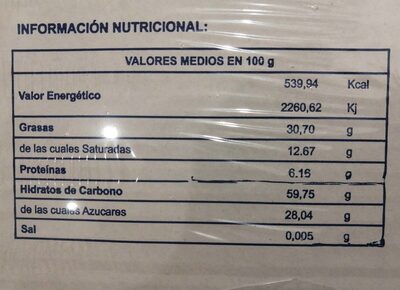 INFORMACIÓN NUTRICIONAL:
VALORES MEDIOS EN 100 g
Valor Energético 539,94 Kcal
2260,62 Kj
Grasas 30,70 g
de las cuales Saturadas 12.67 g
Proteínas 6.15 g
Hidratos de Carbono 59,75 g
de las cuales Azucares 28,04 g
Sal 0,005 g